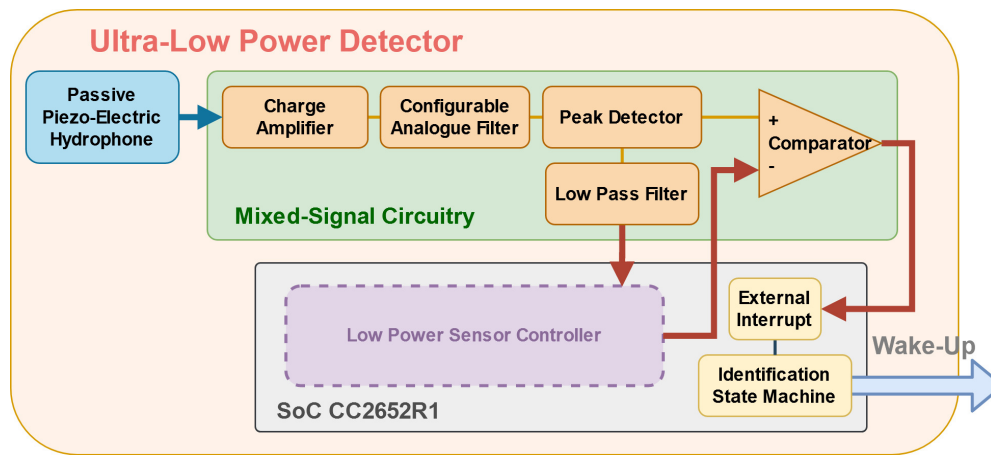 Ultra-Low Power Detector
Passive
Piezo-Electric
Hydrophone
Charge
Amplifier
Configurable
Analogue Filter
Peak Detector
+
Comparator
-
Low Pass Filter
Mixed-Signal Circuitry
Low Power Sensor Controller
External
Interrupt
Wake-Up
Identification
State Machine
SoC CC2652R1